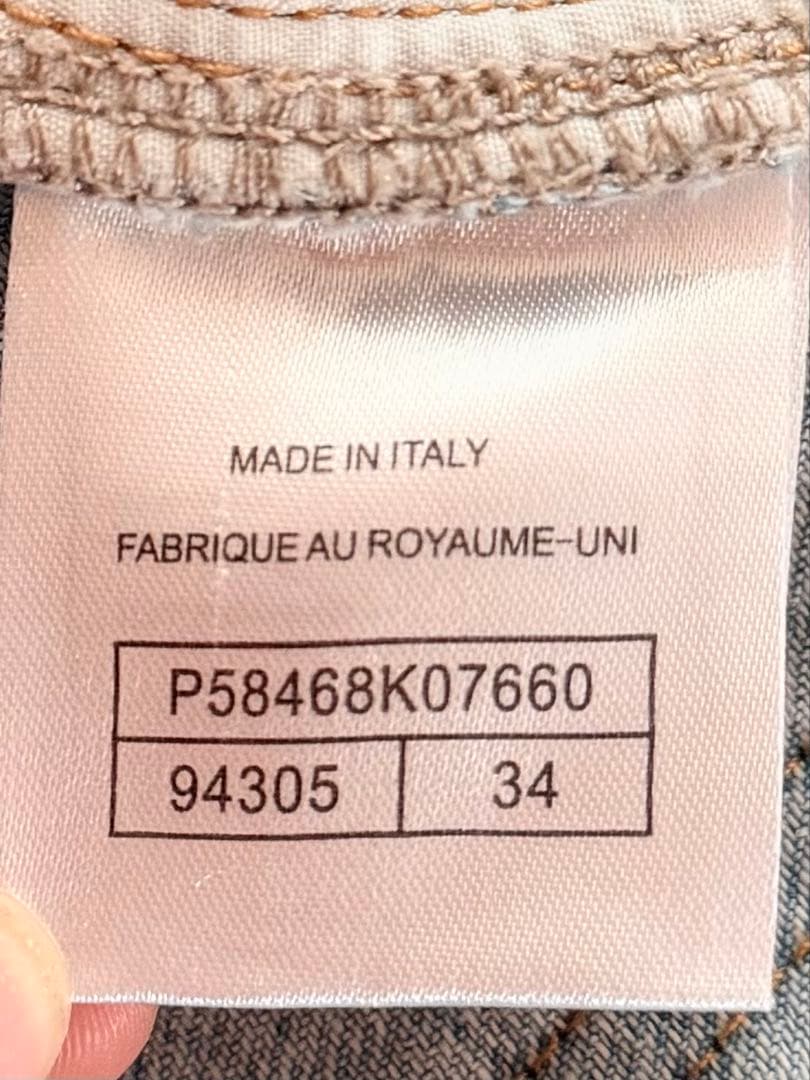 MADE IN ITALY
FABRIQUE AU ROYAUME-UNI
P58468K07660
94305 34